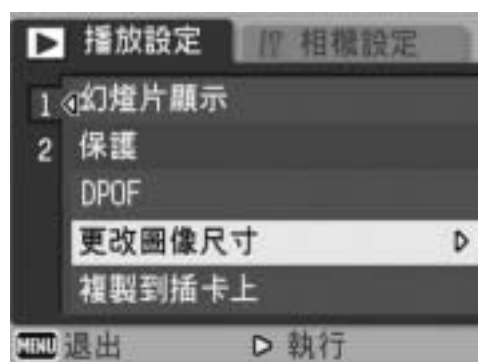 播放設定 相機設定
1 幻燈片顯示
2 保護
DPOF
更改圖像尺寸
複製到插卡上
MENU 退出 執行